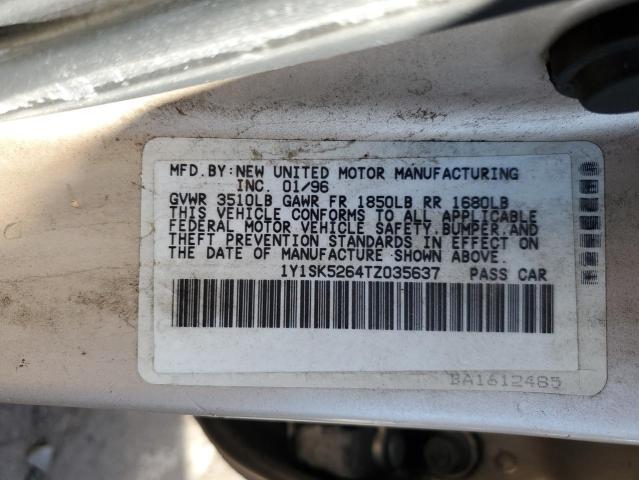 MFD.BY:NEW UNITED MOTOR MANUFACTURING
INC. 01/96
GVWR 3510LB GAWR FR 1850LB RR 1680LB
THIS VEHICLE CONFORMS TO ALL APPLICABLE
FEDERAL MOTOR VEHICLE SAFETY,BUMPER,AND
THEFT PREVENTION STANDARDS IN EFFECT ON
THE DATE OF MANUFACTURE SHOWN ABOVE.
1Y1SK5264TZ035637 PASS CAR
BA1612485